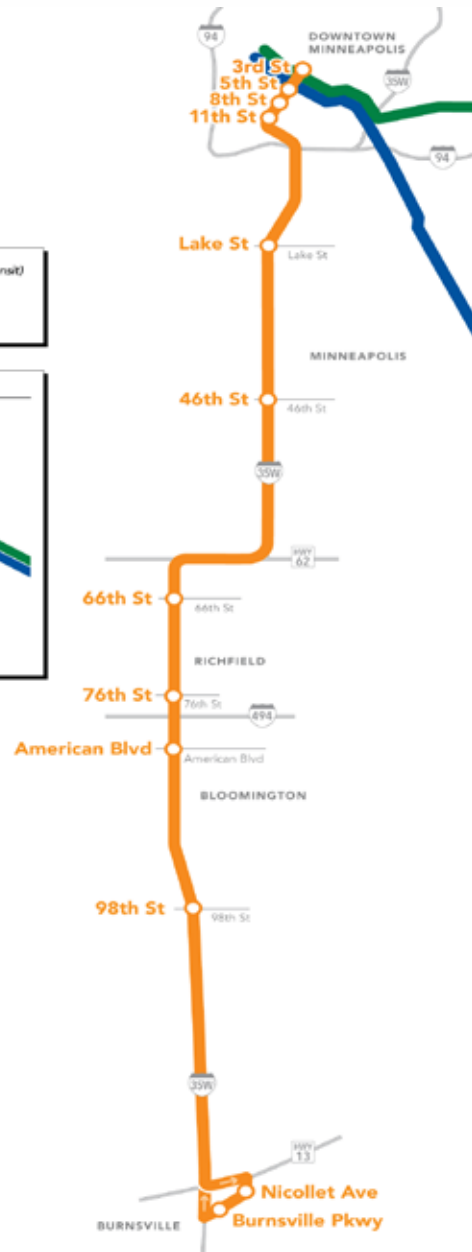 94
DOWNTOWN
MINNEAPOLIS
3rd St
5th St
35W
8th St
11th St
94
Lake St
Lake St
nsit)
MINNEAPOLIS
46th St
46th St
35W
HWY
62
66th St
66th St
RICHFIELD
76th St
76th St
494
American Blvd
American Blvd
BLOOMINGTON
98th St
98th St
35W
HWY
13
Nicollet Ave
BURNSVILLE
Burnsville Pkwy